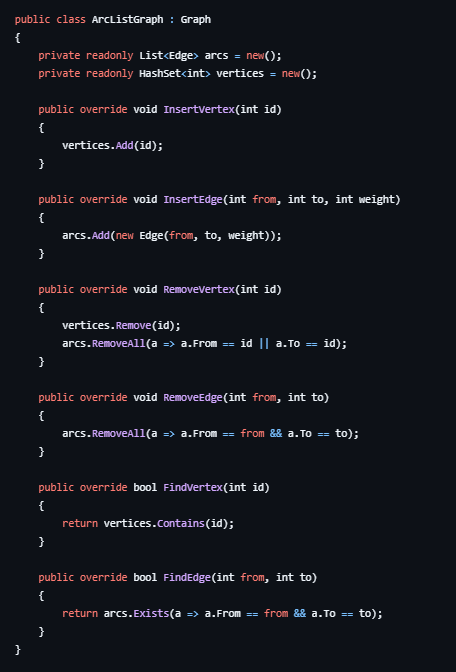 public class ArcListGraph : Graph
{
    private readonly List<Edge> arcs = new();
    private readonly HashSet<int> vertices = new();

    public override void InsertVertex(int id)
    {
        vertices.Add(id);
    }

    public override void InsertEdge(int from, int to, int weight)
    {
        arcs.Add(new Edge(from, to, weight));
    }

    public override void RemoveVertex(int id)
    {
        vertices.Remove(id);
        arcs.RemoveAll(a => a.From == id || a.To == id);
    }

    public override void RemoveEdge(int from, int to)
    {
        arcs.RemoveAll(a => a.From == from && a.To == to);
    }

    public override bool FindVertex(int id)
    {
        return vertices.Contains(id);
    }

    public override bool FindEdge(int from, int to)
    {
        return arcs.Exists(a => a.From == from && a.To == to);
    }
}